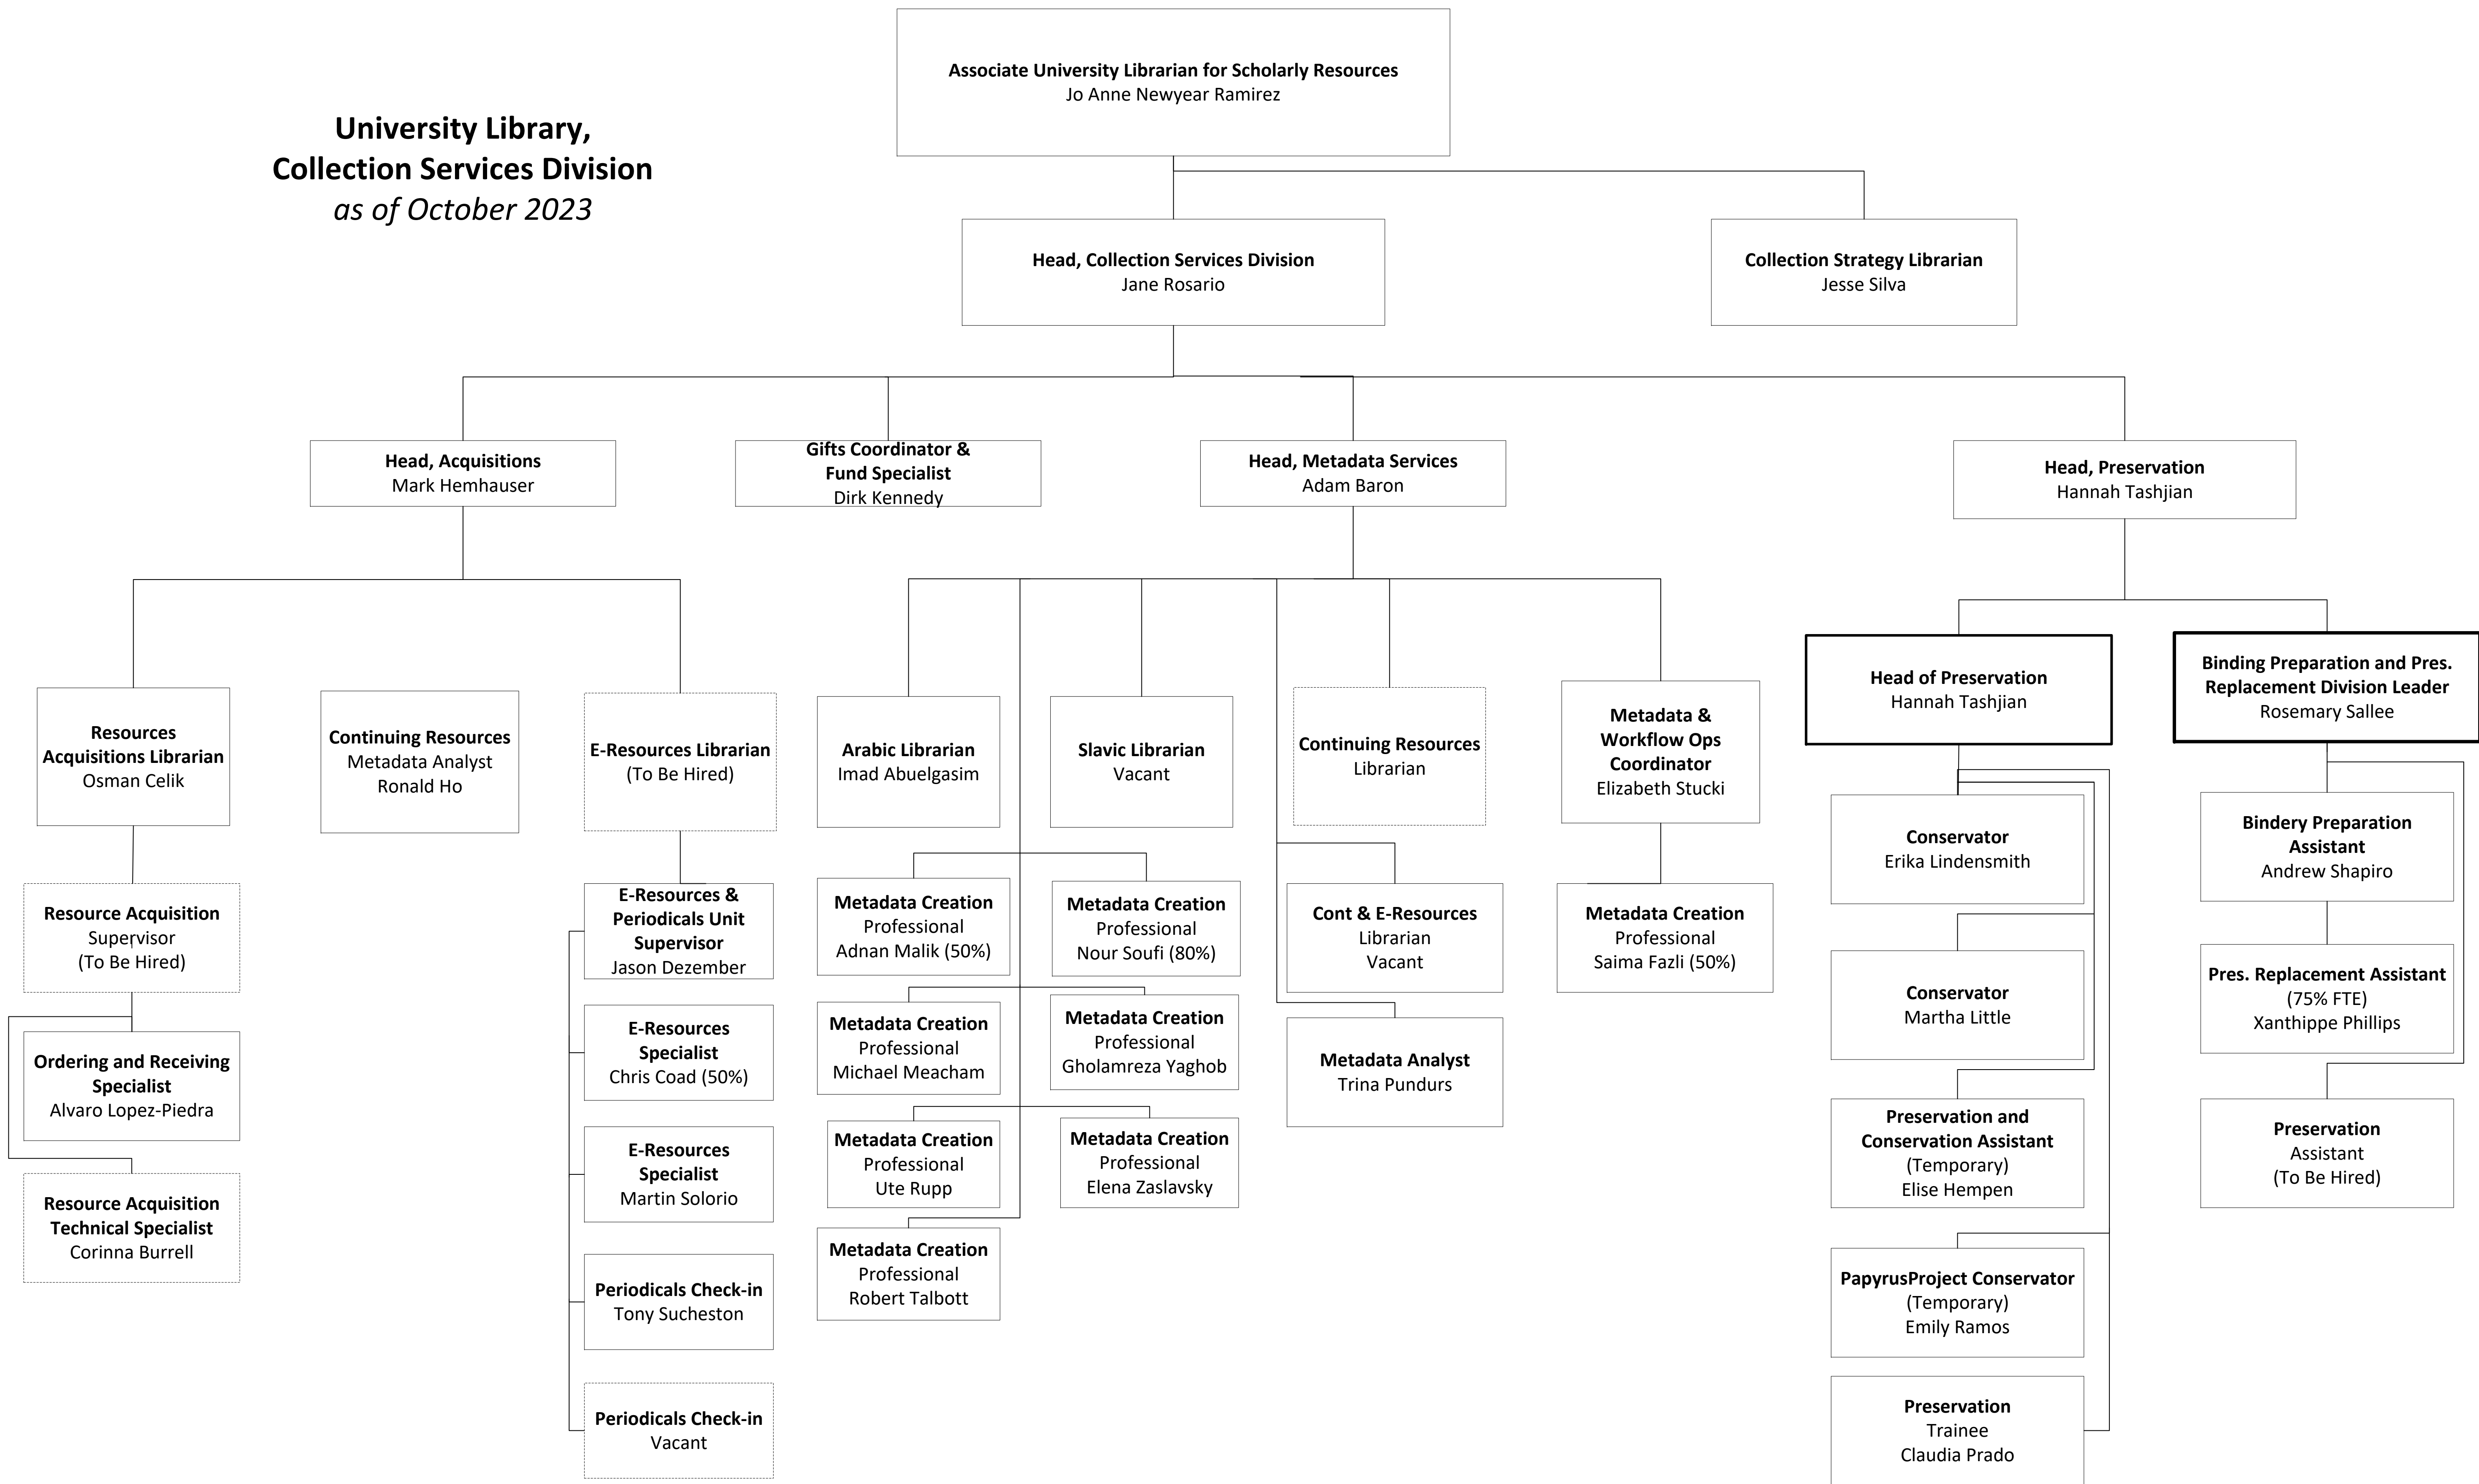 University Library,
Collection Services Division
as of October 2023
Associate University Librarian for Scholarly Resources
Jo Anne Newyear Ramirez
Head, Collection Services Division
Jane Rosario
Collection Strategy Librarian
Jesse Silva
Head, Acquisitions
Mark Hemhauser
Gifts Coordinator &
Fund Specialist
Dirk Kennedy
Head, Metadata Services
Adam Baron
Head, Preservation
Hannah Tashjian
Resources
Acquisitions Librarian
Osman Celik
Continuing Resources
Metadata Analyst
Ronald Ho
E-Resources Librarian
(To Be Hired)
Arabic Librarian
Imad Abuelgasim
Slavic Librarian
Vacant
Continuing Resources
Librarian
Metadata &
Workflow Ops
Coordinator
Elizabeth Stucki
Head of Preservation
Hannah Tashjian
Binding Preparation and Pres.
Replacement Division Leader
Rosemary Sallee
Resource Acquisition
Supervisor
(To Be Hired)
Ordering and Receiving
Specialist
Alvaro Lopez-Piedra
Resource Acquisition
Technical Specialist
Corinna Burrell
E-Resources &
Periodicals Unit
Supervisor
Jason Dezember
E-Resources
Specialist
Chris Coad (50%)
E-Resources
Specialist
Martin Solorio
Periodicals Check-in
Tony Sucheston
Periodicals Check-in
Vacant
Metadata Creation
Professional
Adnan Malik (50%)
Metadata Creation
Professional
Nour Soufi (80%)
Metadata Creation
Professional
Michael Meacham
Metadata Creation
Professional
Gholamreza Yaghob
Metadata Creation
Professional
Ute Rupp
Metadata Creation
Professional
Elena Zaslavsky
Metadata Creation
Professional
Robert Talbott
Cont & E-Resources
Librarian
Vacant
Metadata Analyst
Trina Pundurs
Metadata Creation
Professional
Saima Fazli (50%)
Conservator
Erika Lindensmith
Conservator
Martha Little
Preservation and
Conservation Assistant
(Temporary)
Elise Hempen
PapyrusProject Conservator
(Temporary)
Emily Ramos
Preservation
Trainee
Claudia Prado
Bindery Preparation
Assistant
Andrew Shapiro
Pres. Replacement Assistant
(75% FTE)
Xanthippe Phillips
Preservation
Assistant
(To Be Hired)